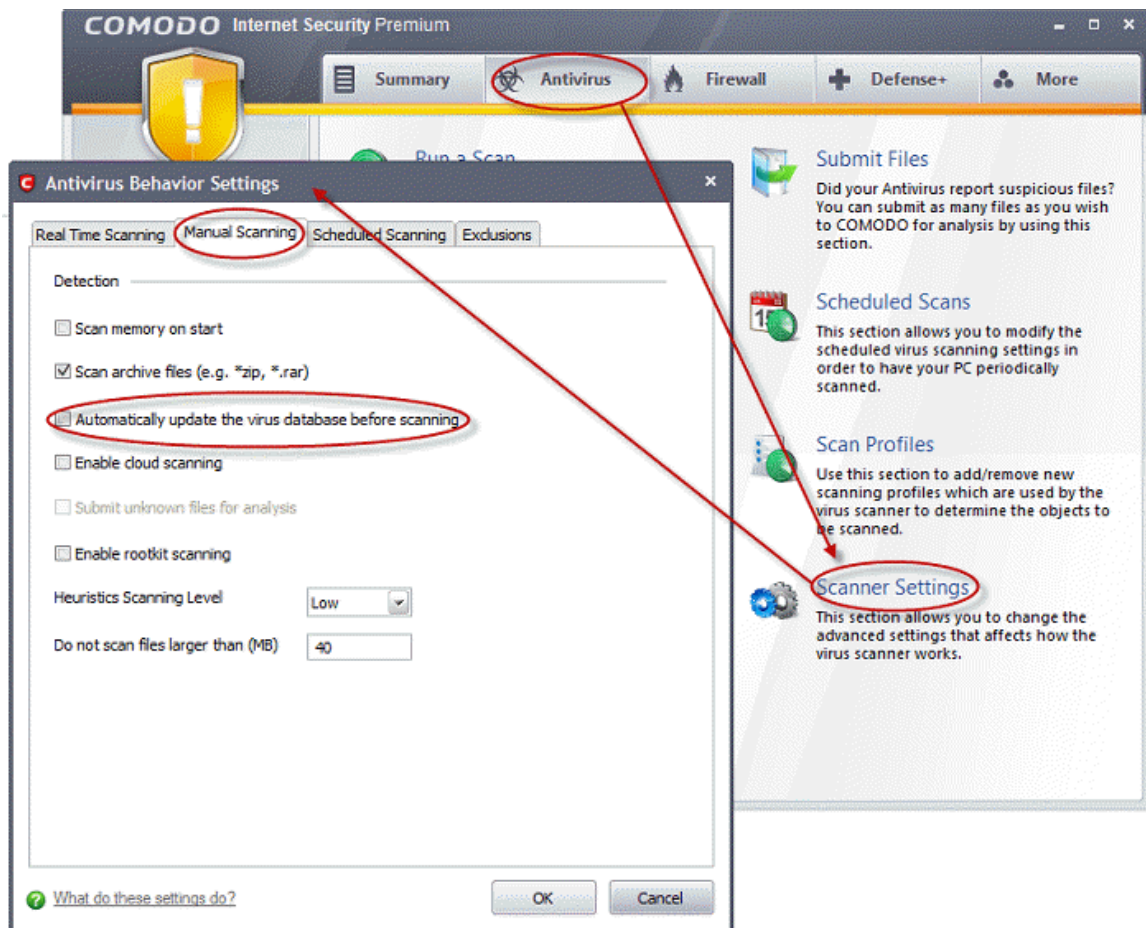 COMODO Internet Security Premium
Summary
Antivirus
Firewall
Defense+
More
Run a Scan
Submit Files
Did your Antivirus report suspicious files?
You can submit as many files as you wish
to COMODO for analysis by using this
section.
Scheduled Scans
This section allows you to modify the
scheduled virus scanning settings in
order to have your PC periodically
scanned.
Scan Profiles
Use this section to add/remove new
scanning profiles which are used by the
virus scanner to determine the objects to
be scanned.
Scanner Settings
This section allows you to change the
advanced settings that affects how the
virus scanner works.
Antivirus Behavior Settings
Real Time Scanning
Manual Scanning
Scheduled Scanning
Exclusions
Detection
Scan memory on start
Scan archive files (e.g. *zip, *.rar)
Automatically update the virus database before scanning
Enable cloud scanning
Submit unknown files for analysis
Enable rootkit scanning
Heuristics Scanning Level
Low
Do not scan files larger than (MB)
40
What do these settings do?
OK
Cancel